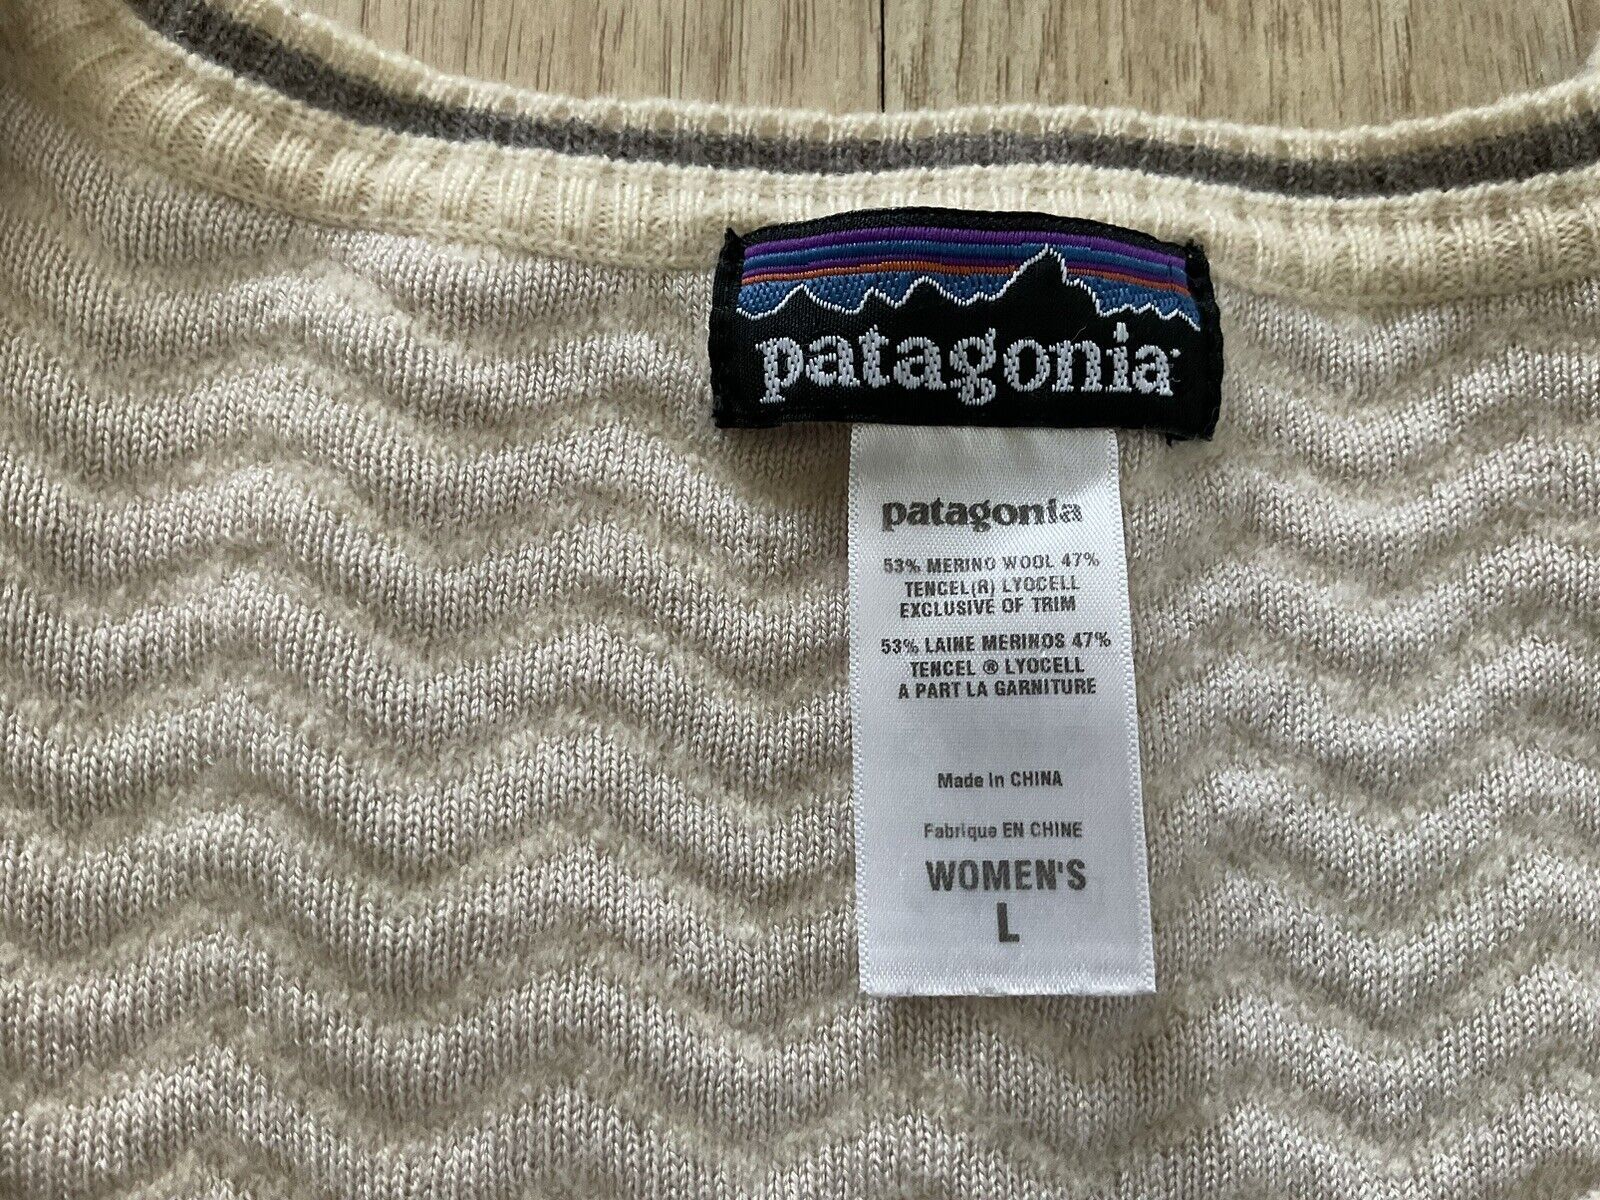 patagonia
patagonia
53% MERINO WOOL 47%
TENCEL(R) LYOCELL
EXCLUSIVE OF TRIM
53% LAINE MERINOS 47%
TENCEL ® LYOCELL
A PART LA GARNITURE
Made In CHINA
Fabrique EN CHINE
WOMEN'S
L